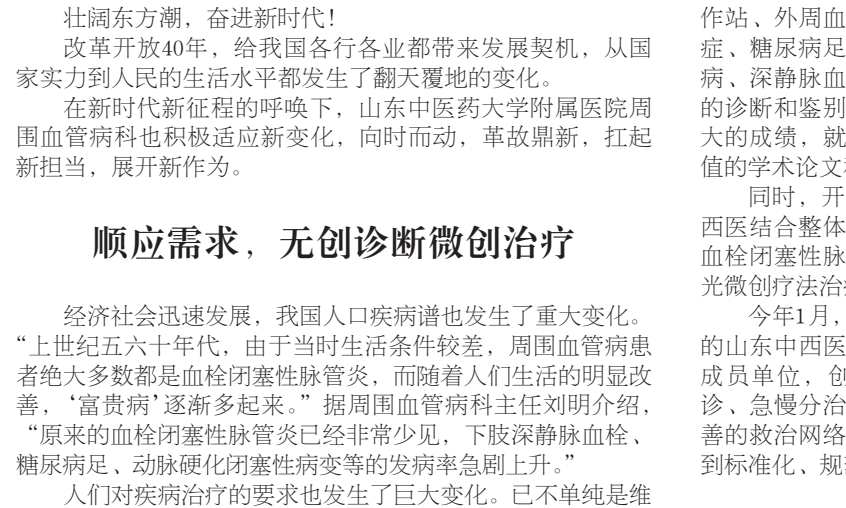 壮阔东方潮，奋进新时代！
改革开放40年，给我国各行各业都带来发展契机，从国
家实力到人民的生活水平都发生了翻天覆地的变化。
在新时代新征程的呼唤下，山东中医药大学附属医院周
围血管病科也积极适应新变化，向时而动，革故鼎新，扛起
新担当，展开新作为。
顺应需求，无创诊断微创治疗
经济社会迅速发展，我国人口疾病谱也发生了重大变化。
“上世纪五六十年代，由于当时生活条件较差，周围血管病患
者绝大多数都是血栓闭塞性脉管炎，而随着人们生活的明显改
善，‘富贵病’逐渐多起来。”据周围血管病科主任刘明介绍，
“原来的血栓闭塞性脉管炎已经非常少见，下肢深静脉血栓、
糖尿病足、动脉硬化闭塞性病变等的发病率急剧上升。”
人们对疾病治疗的要求也发生了巨大变化。已不单纯是维
作站、外周血
症、糖尿病足
病、深静脉血
的诊断和鉴别
大的成绩，就
值的学术论文
同时，开
西医结合整体
血栓闭塞性脉
光微创疗法治
今年1月，
的山东中西医
成员单位，创
诊、急慢分治
善的救治网络
到标准化、规